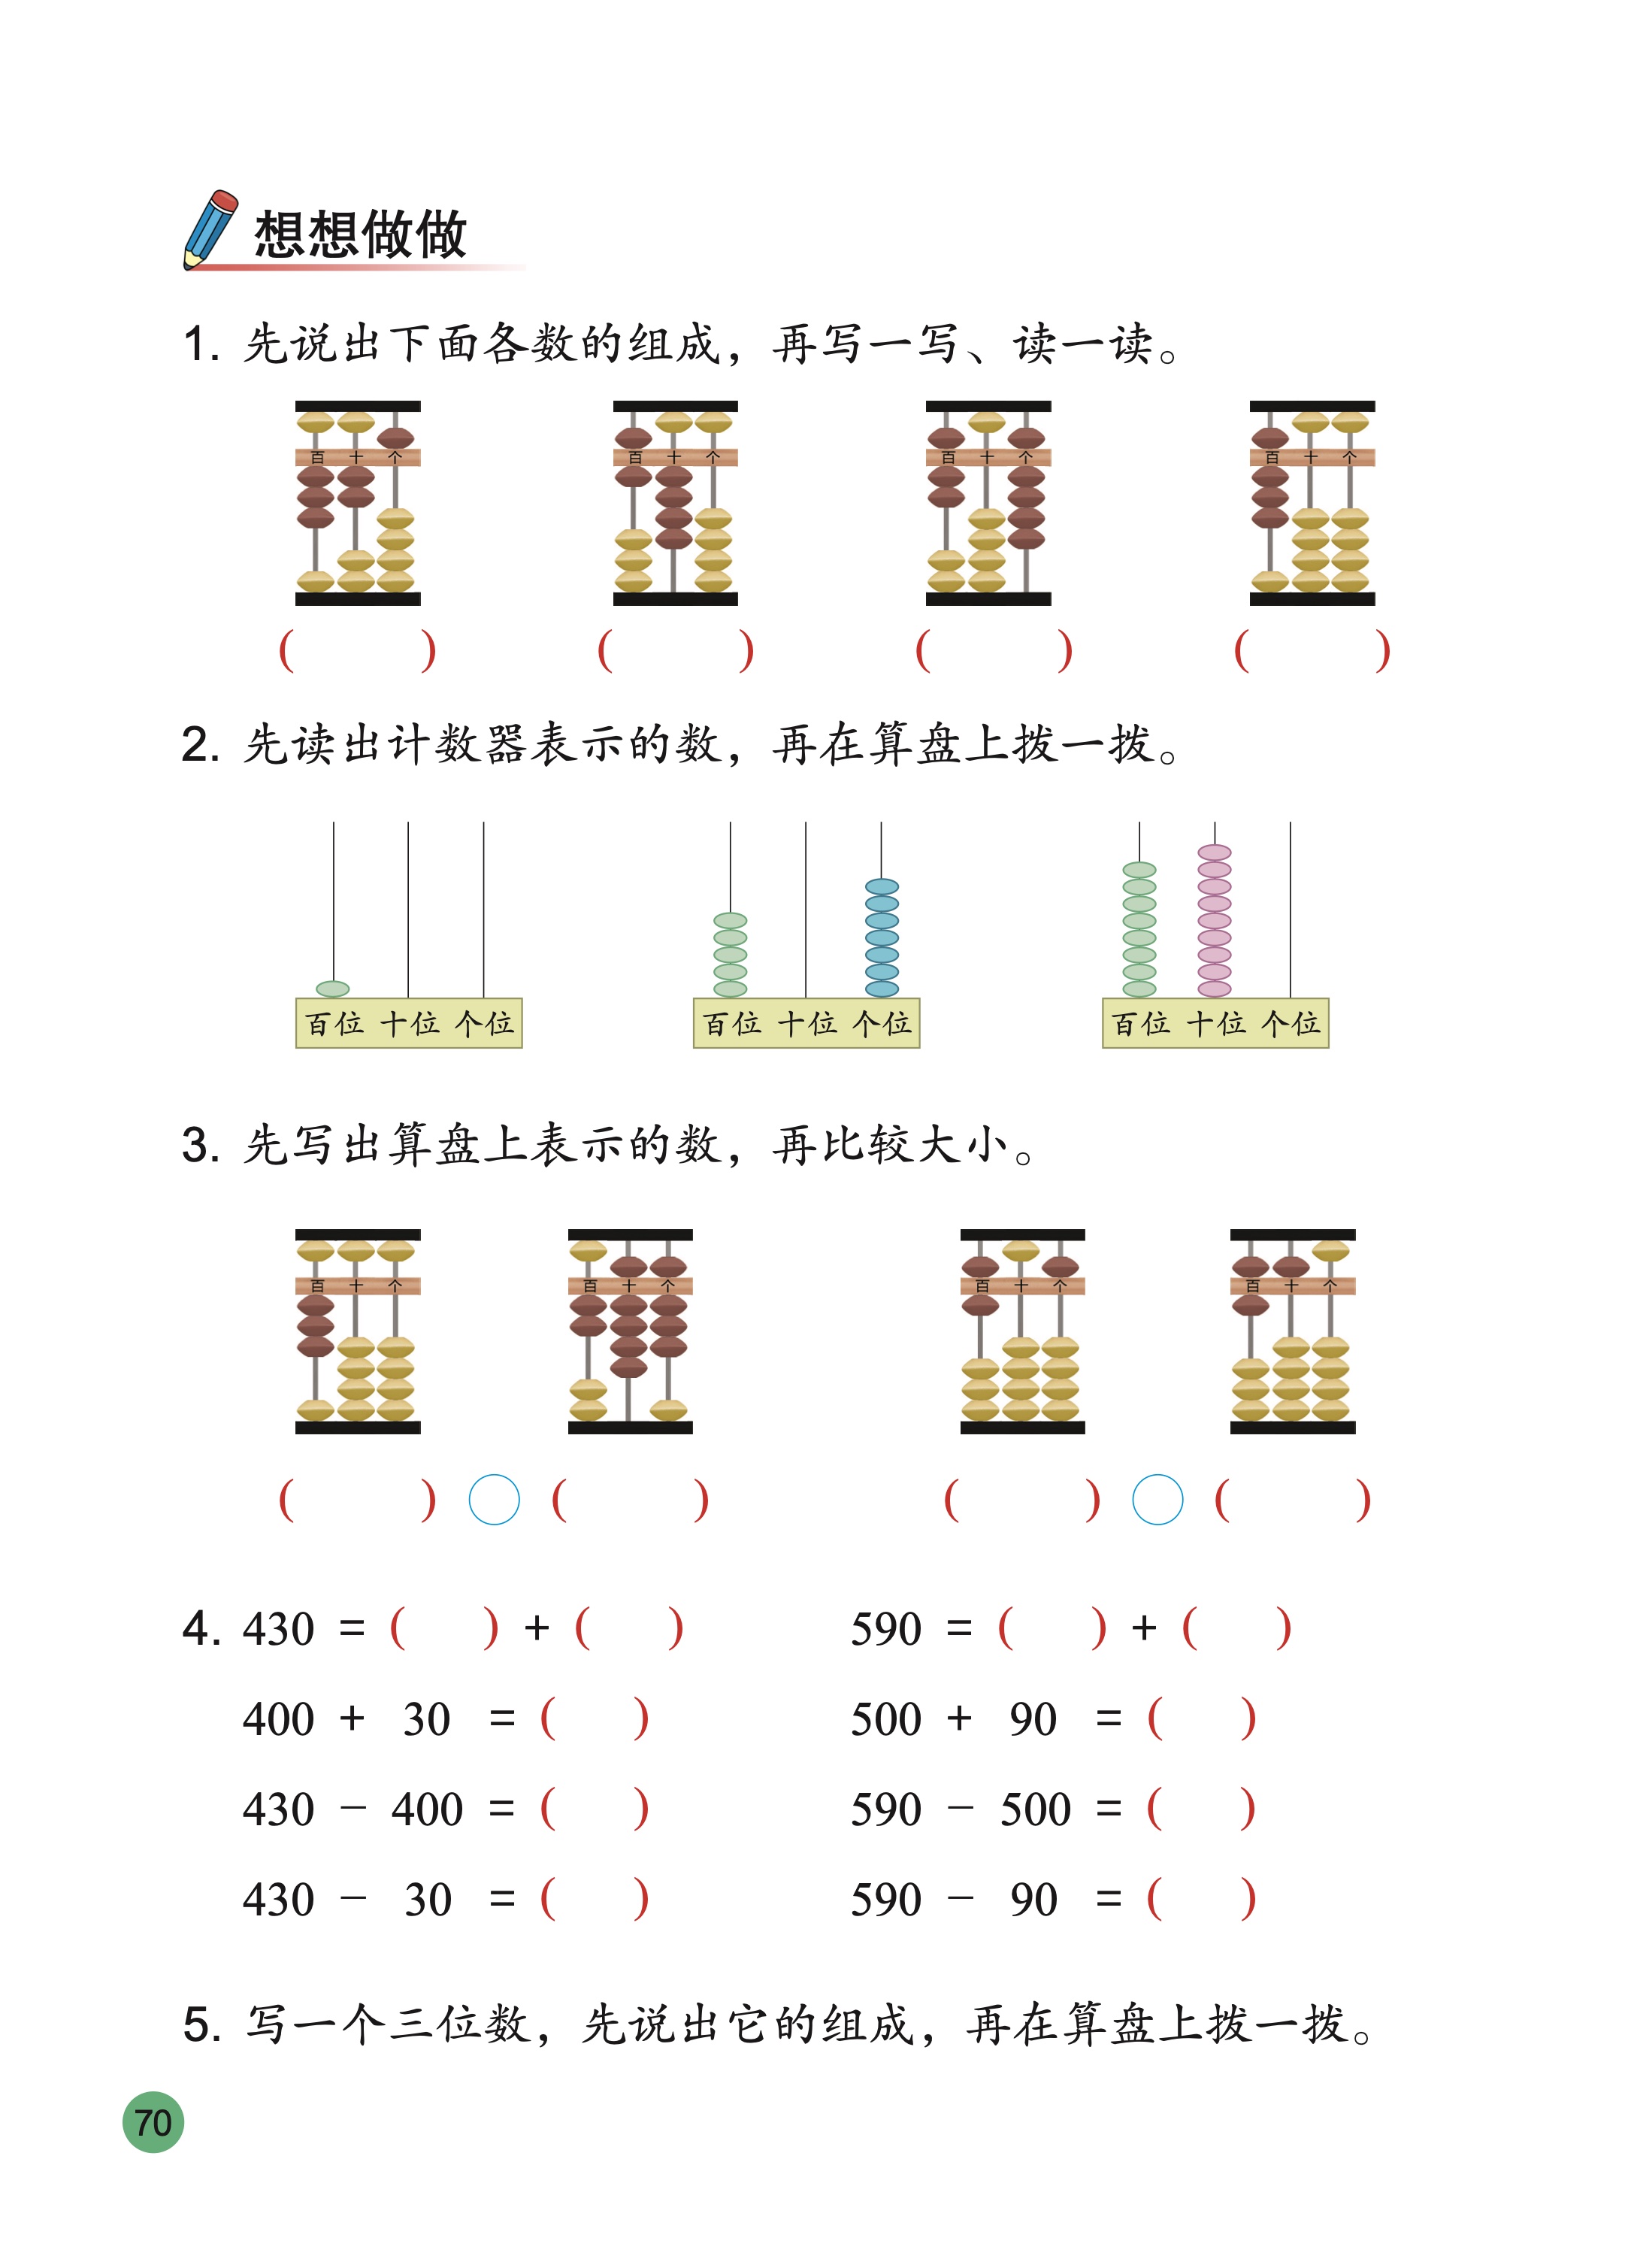 想想做做
1. 先说出下面各数的组成，再写一写、读一读。
百 十 个 百 十 个 百 十 个 百 十 个
( ) ( ) ( ) ( )
2. 先读出计数器表示的数，再在算盘上拨一拨。
百位 十位 个位 百位 十位 个位 百位 十位 个位
3. 先写出算盘上表示的数，再比较大小。
百 十 个 百 十 个 百 十 个 百 十 个
( ) ○ ( ) ( ) ○ ( )
4. 430 = ( ) + ( ) 590 = ( ) + ( )
400 + 30 = ( ) 500 + 90 = ( )
430 − 400 = ( ) 590 − 500 = ( )
430 − 30 = ( ) 590 − 90 = ( )
5. 写一个三位数，先说出它的组成，再在算盘上拨一拨。
70